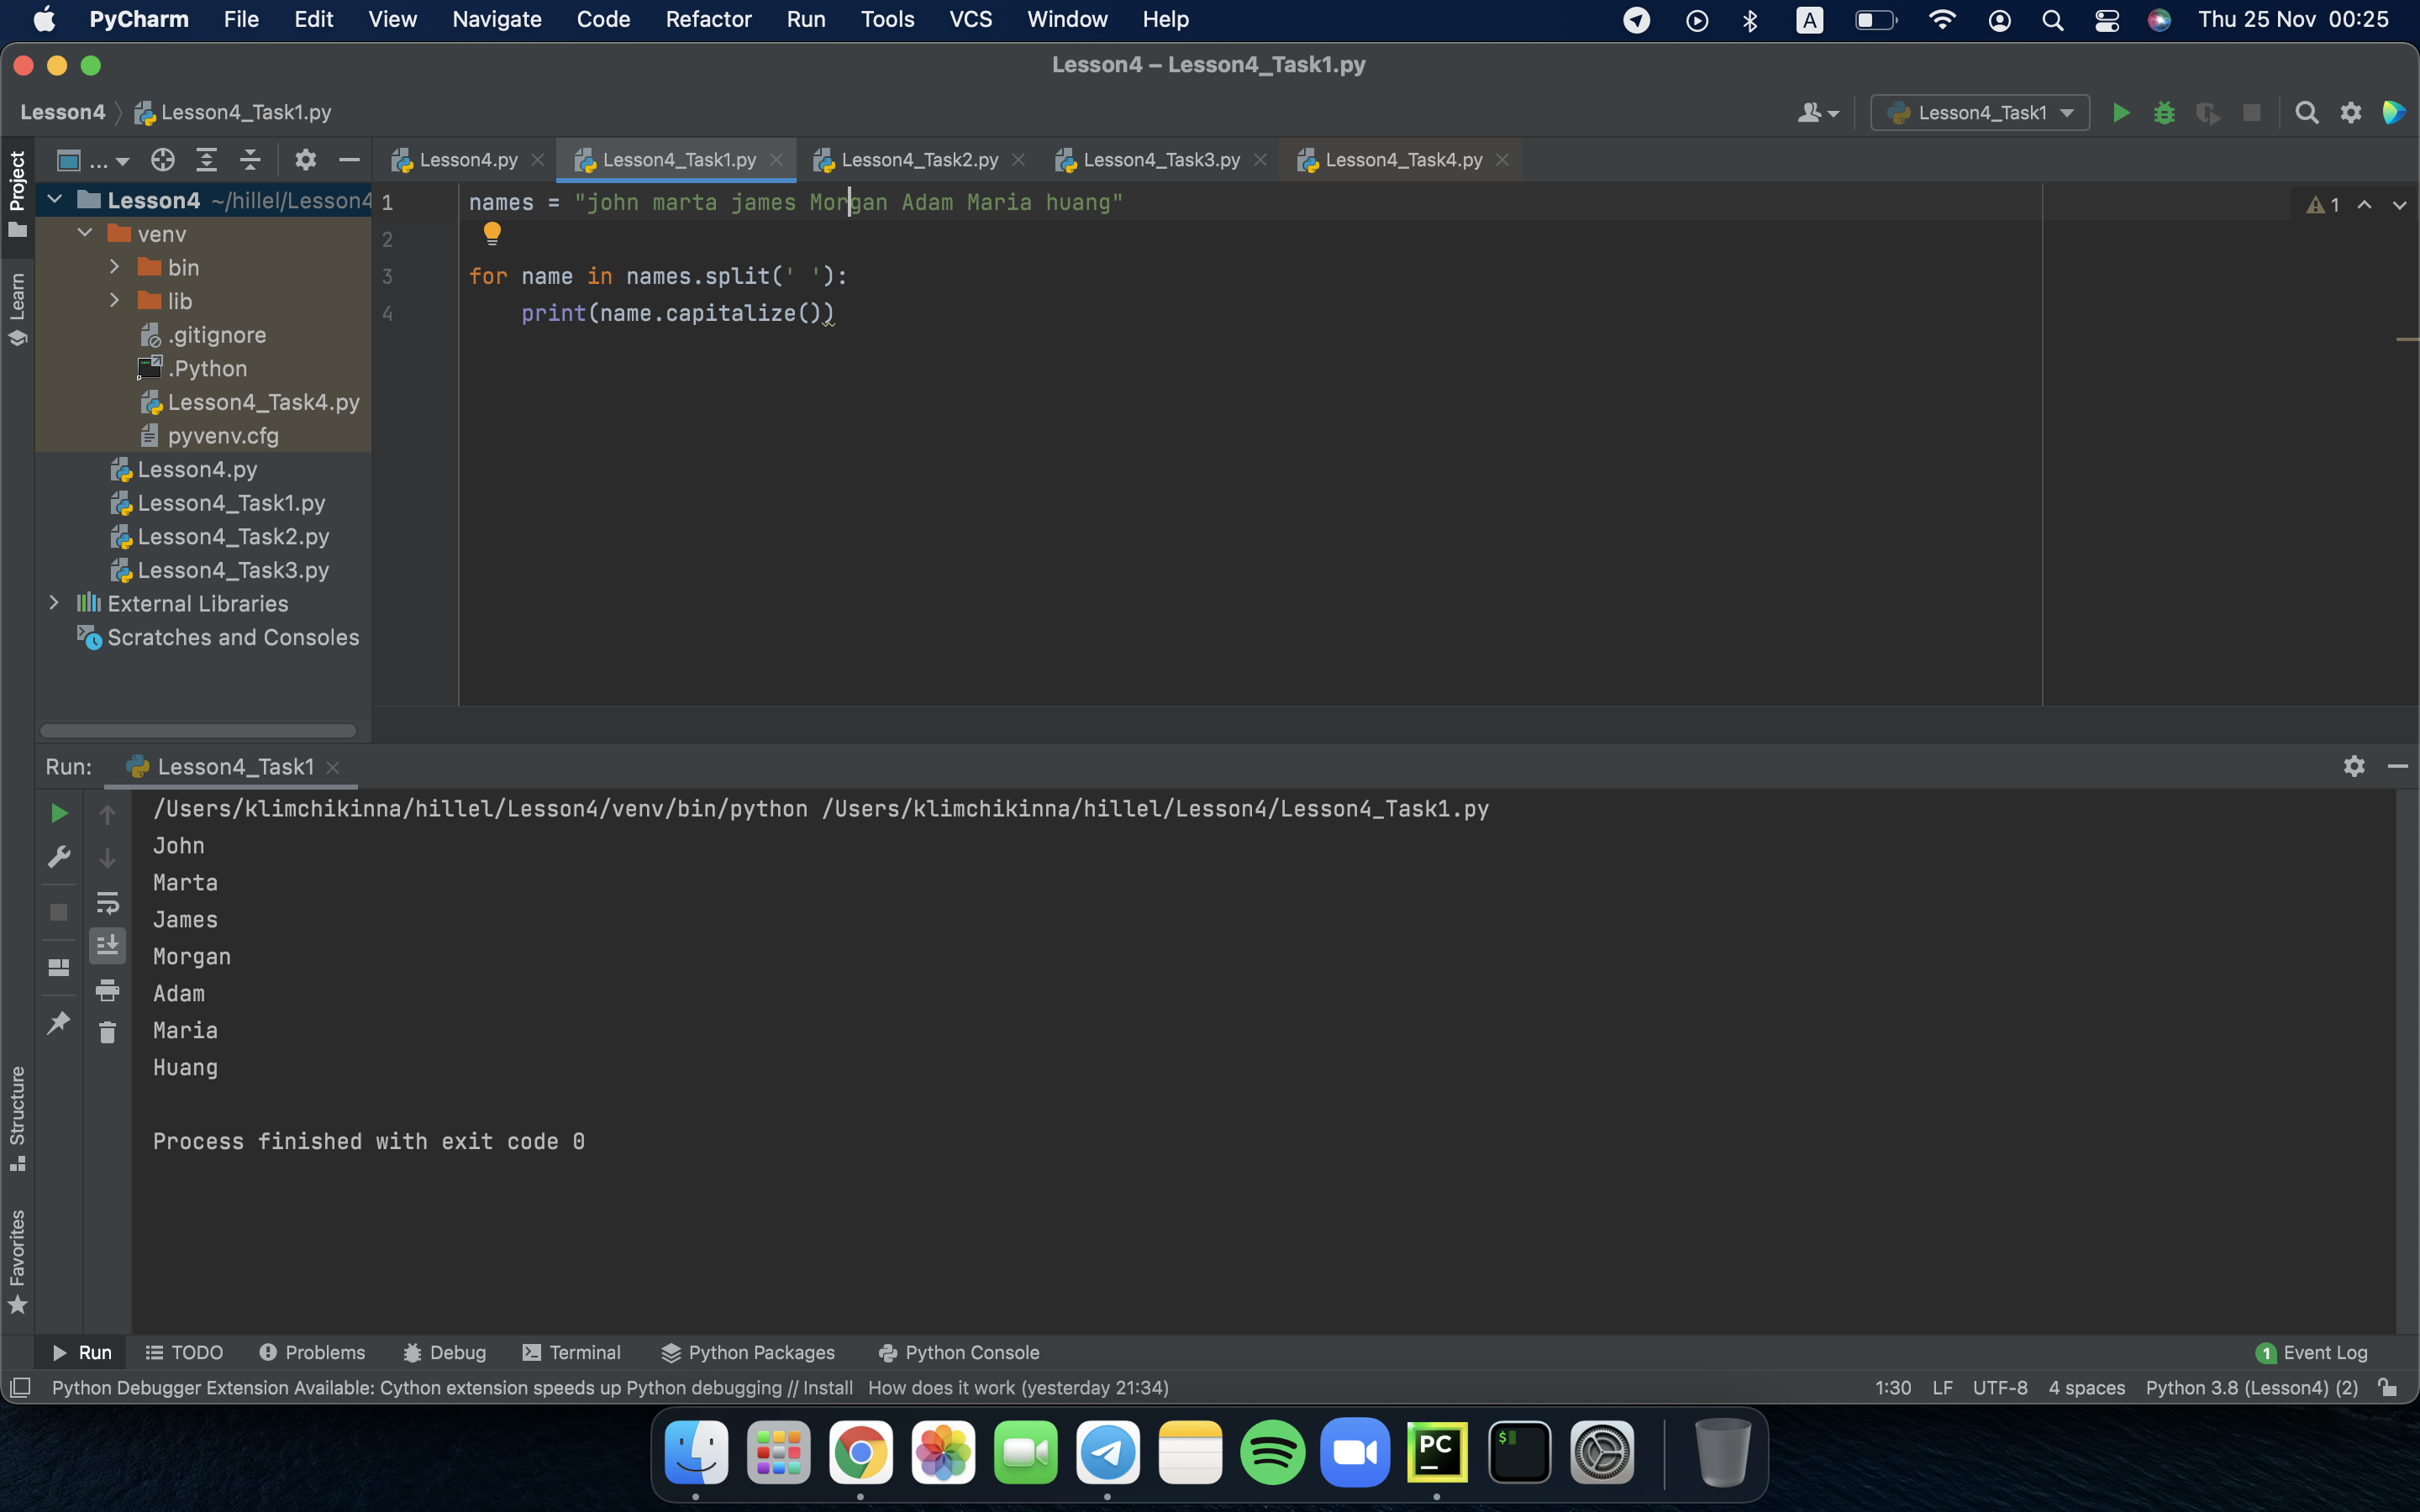 PyCharm File Edit View Navigate Code Refactor Run Tools VCS Window Help A Thu 25 Nov 00:25
Lesson4 – Lesson4_Task1.py
Lesson4 Lesson4_Task1.py Lesson4_Task1
Project
... Lesson4.py Lesson4_Task1.py Lesson4_Task2.py Lesson4_Task3.py Lesson4_Task4.py
Lesson4 ~/hillel/Lesson4
venv
bin
lib
.gitignore
.Python
Lesson4_Task4.py
pyvenv.cfg
Lesson4.py
Lesson4_Task1.py
Lesson4_Task2.py
Lesson4_Task3.py
External Libraries
Scratches and Consoles
Learn
1 names = "john marta james Morgan Adam Maria huang"
2
3 for name in names.split(' '):
4 print(name.capitalize())
1
Run: Lesson4_Task1
/Users/klimchikinna/hillel/Lesson4/venv/bin/python /Users/klimchikinna/hillel/Lesson4/Lesson4_Task1.py
John
Marta
James
Morgan
Adam
Maria
Huang
Process finished with exit code 0
Structure
Favorites
Run TODO Problems Debug Terminal Python Packages Python Console 1 Event Log
Python Debugger Extension Available: Cython extension speeds up Python debugging // Install How does it work (yesterday 21:34) 1:30 LF UTF-8 4 spaces Python 3.8 (Lesson4) (2)
PC
$